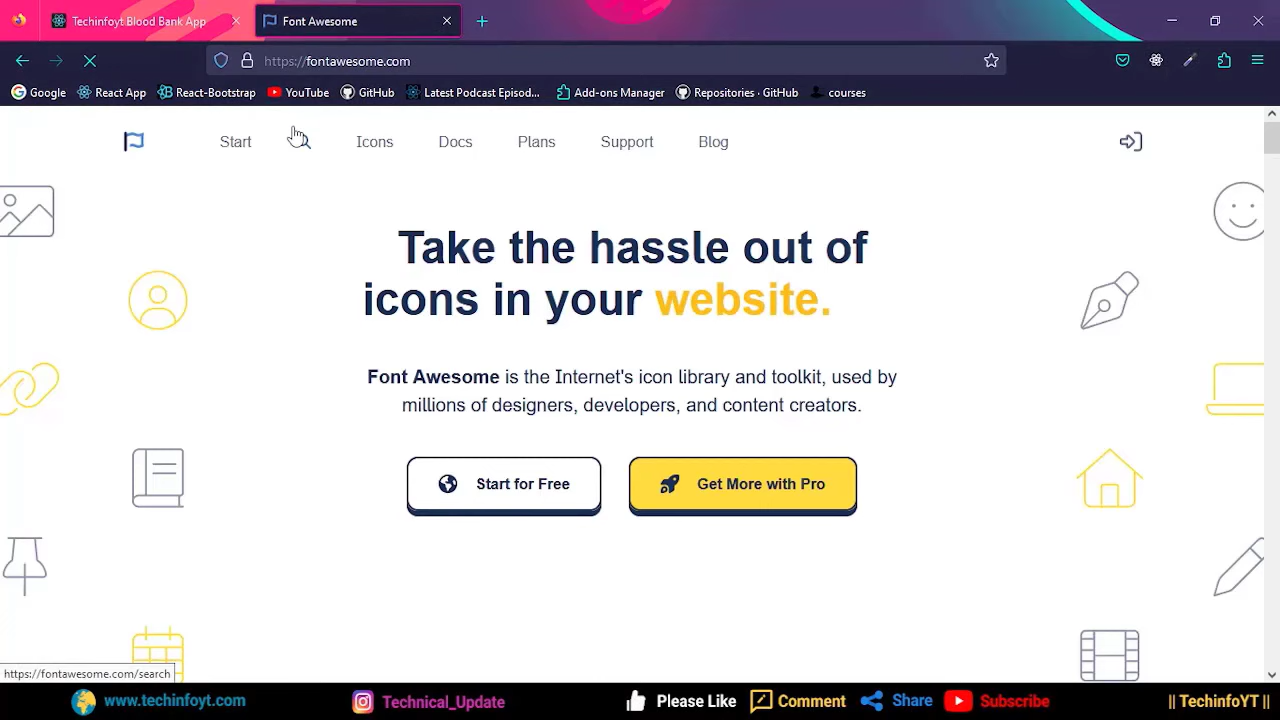 Techinfoyt Blood Bank App
Font Awesome
https://fontawesome.com
Google
React App
React-Bootstrap
YouTube
GitHub
Latest Podcast Episod...
Add-ons Manager
Repositories · GitHub
courses
Start
Icons
Docs
Plans
Support
Blog
Take the hassle out of
icons in your website.
Font Awesome is the Internet's icon library and toolkit, used by
millions of designers, developers, and content creators.
Start for Free
Get More with Pro
https://fontawesome.com/search
www.techinfoyt.com
Technical_Update
Please Like
Comment
Share
Subscribe
|| TechinfoYT ||